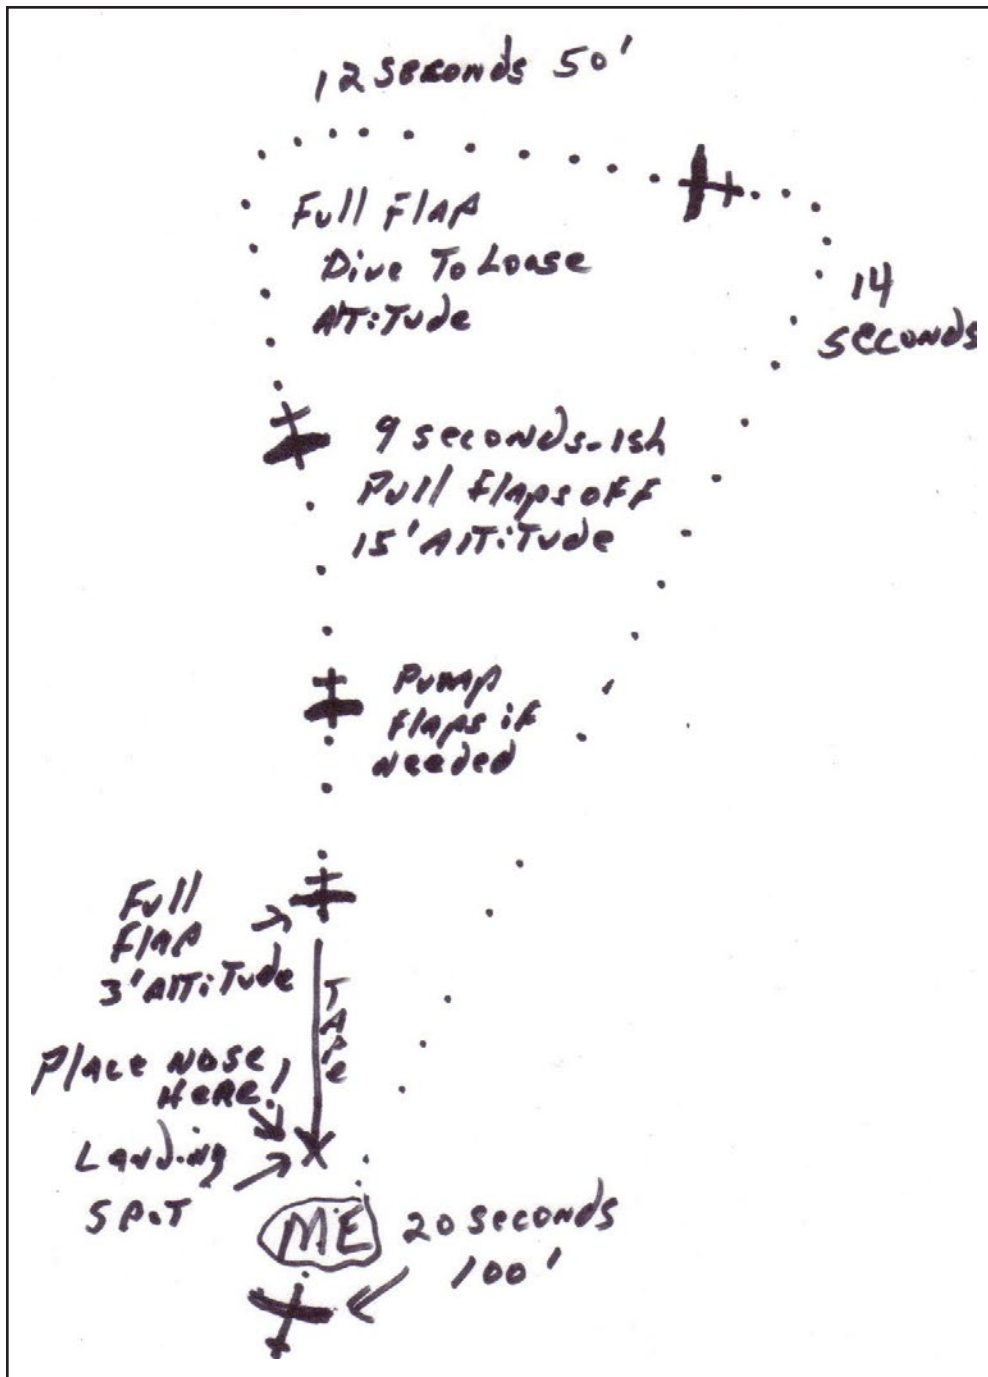 12 seconds 50'
Full Flap
Dive To Loose
Altitude
14
seconds
9 seconds-ish
Pull flaps off
15' Altitude
Pump
flaps if
needed
Full
Flap
3' Altitude
TAPe
Place Nose
Here!
Landing
Spot
ME
20 seconds
100'